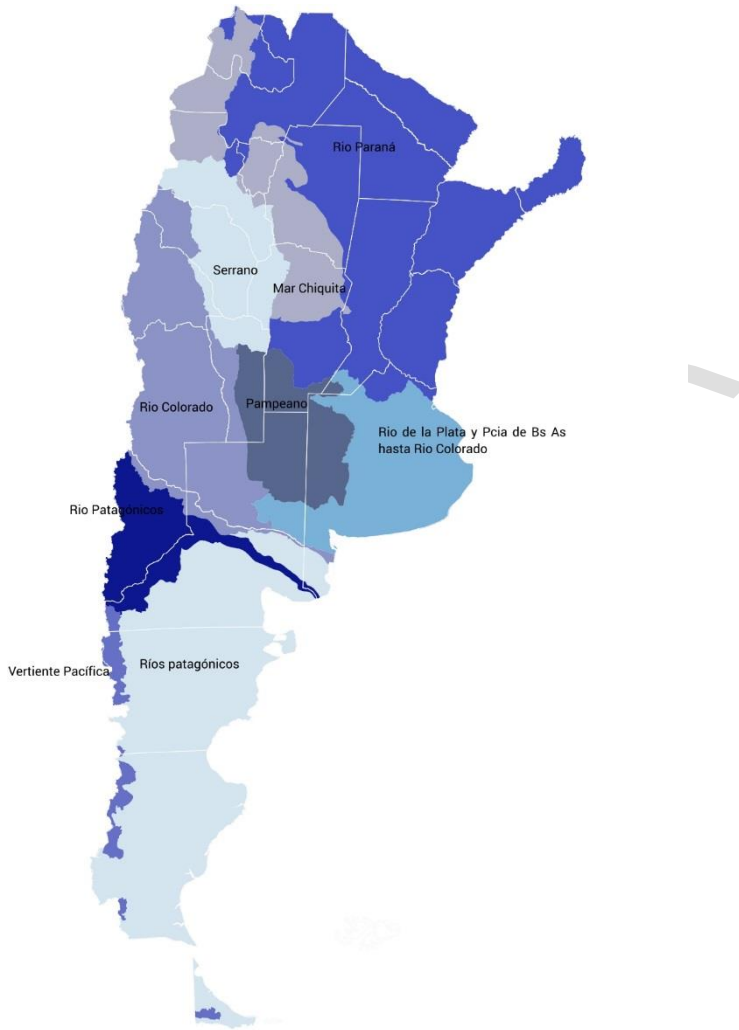 Rio Paraná
Serrano
Mar Chiquita
Rio Colorado
Pampeano
Rio de la Plata y Pcia de Bs As
hasta Rio Colorado
Rio Patagónicos
Vertiente Pacífica
Ríos patagónicos